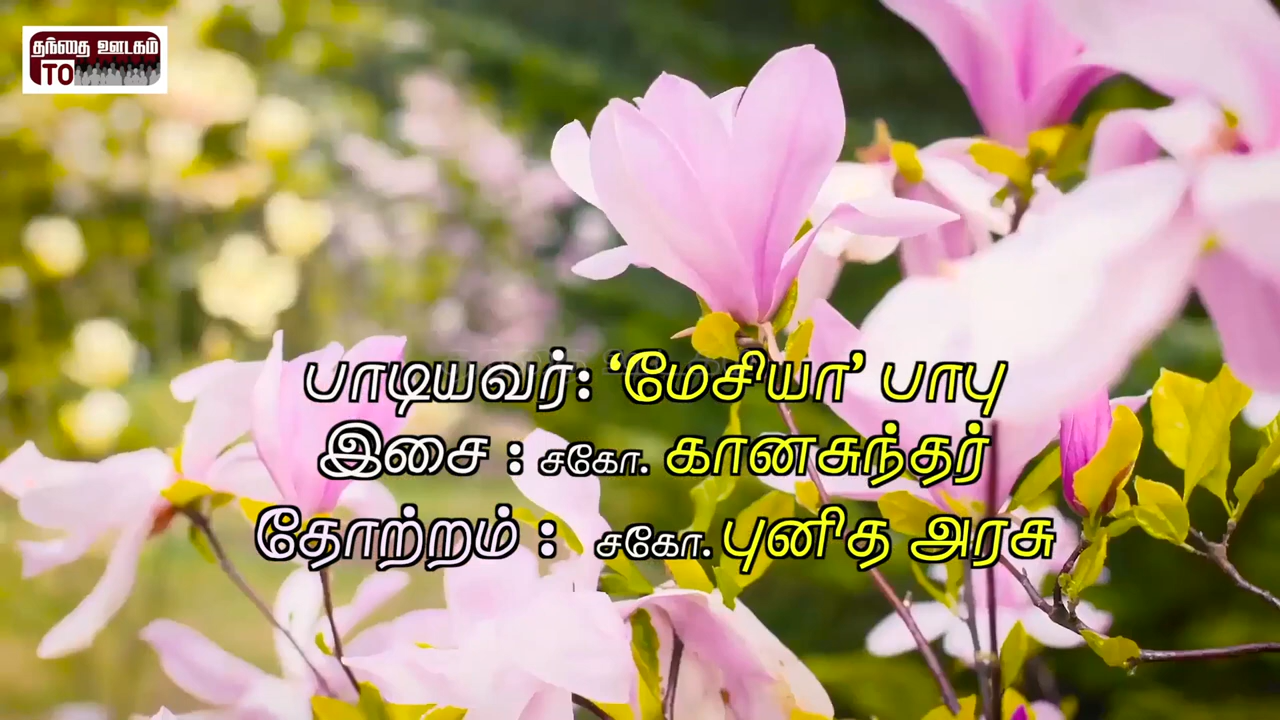 தந்தை ஊடகம்
TO
பாடியவர்: ‘மேசியா’ பாபு
இசை : சகோ. கானசுந்தர்
தோற்றம் : சகோ. புனித அரசு